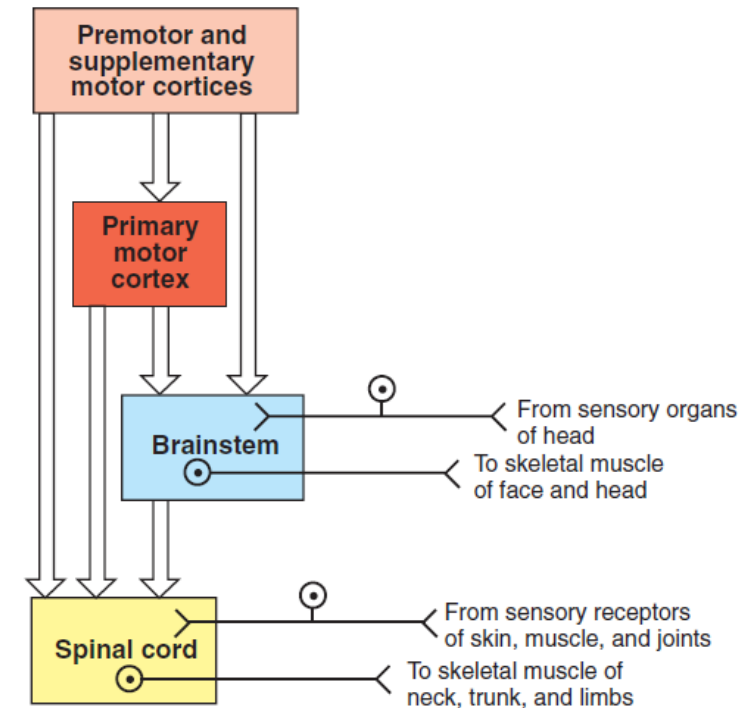 Premotor and
supplementary
motor cortices
Primary
motor
cortex
From sensory organs
of head
Brainstem
To skeletal muscle
of face and head
From sensory receptors
of skin, muscle, and joints
Spinal cord
To skeletal muscle of
neck, trunk, and limbs